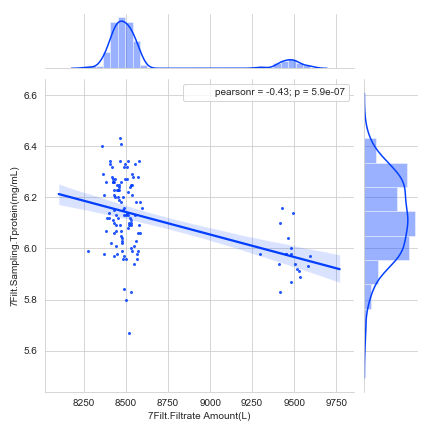 pearsonr = -0.43; p = 5.9e-07
6.6
6.4
6.2
6.0
5.8
5.6
7Filt.Sampling.Tprotein(mg/mL)
8250 8500 8750 9000 9250 9500 9750
7Filt.Filtrate Amount(L)